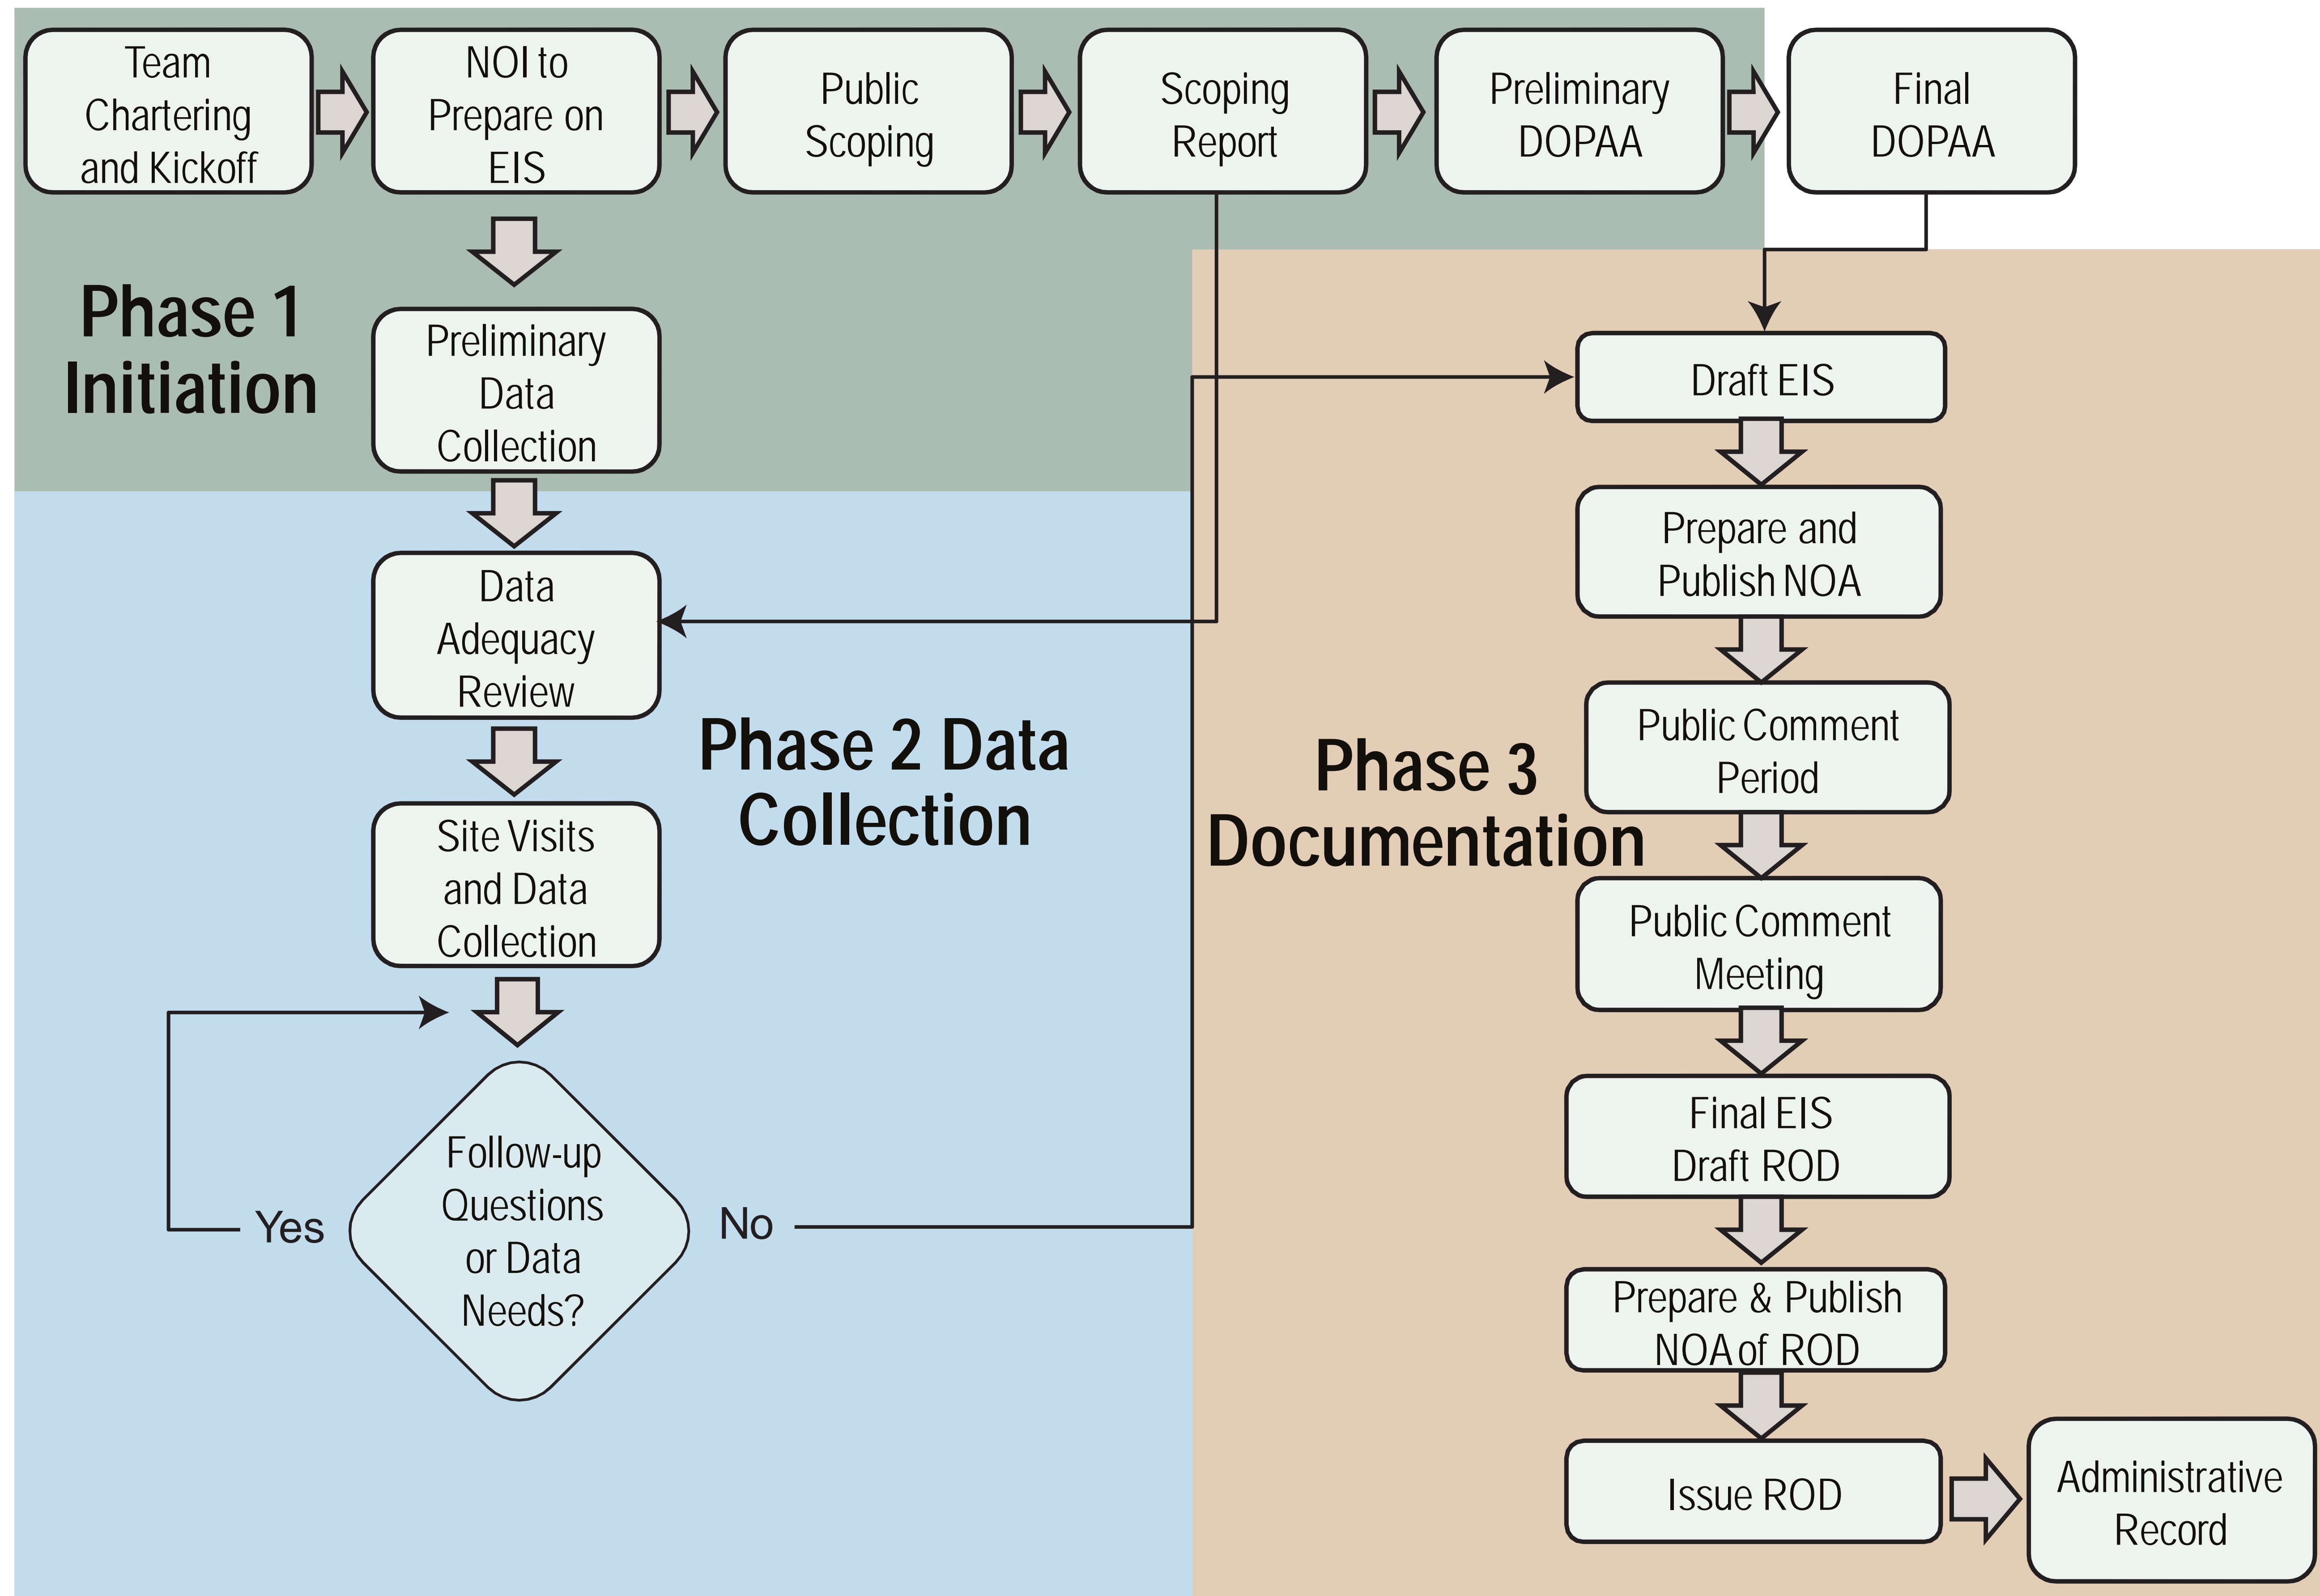 Team
Chartering
and Kickoff
NOI to
Prepare on
EIS
Public
Scoping
Scoping
Report
Preliminary
DOPAA
Final
DOPAA
Phase 1
Initiation
Preliminary
Data
Collection
Data
Adequacy
Review
Phase 2 Data
Collection
Site Visits
and Data
Collection
Follow-up
Questions
or Data
Needs?
Yes
No
Phase 3
Documentation
Draft EIS
Prepare and
Publish NOA
Public Comment
Period
Public Comment
Meeting
Final EIS
Draft ROD
Prepare & Publish
NOA of ROD
Issue ROD
Administrative
Record